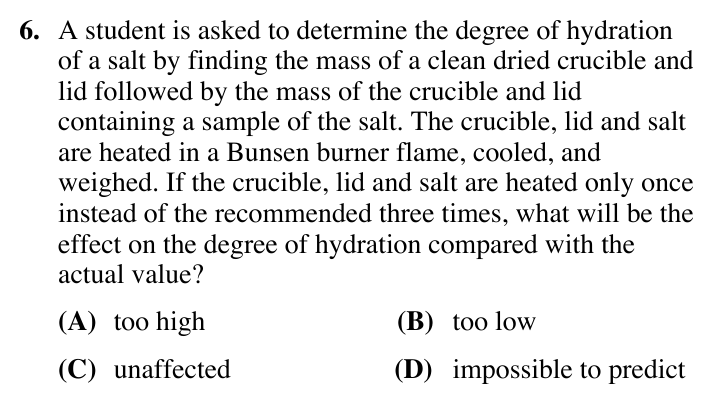 6. A student is asked to determine the degree of hydration
of a salt by finding the mass of a clean dried crucible and
lid followed by the mass of the crucible and lid
containing a sample of the salt. The crucible, lid and salt
are heated in a Bunsen burner flame, cooled, and
weighed. If the crucible, lid and salt are heated only once
instead of the recommended three times, what will be the
effect on the degree of hydration compared with the
actual value?
(A) too high (B) too low
(C) unaffected (D) impossible to predict